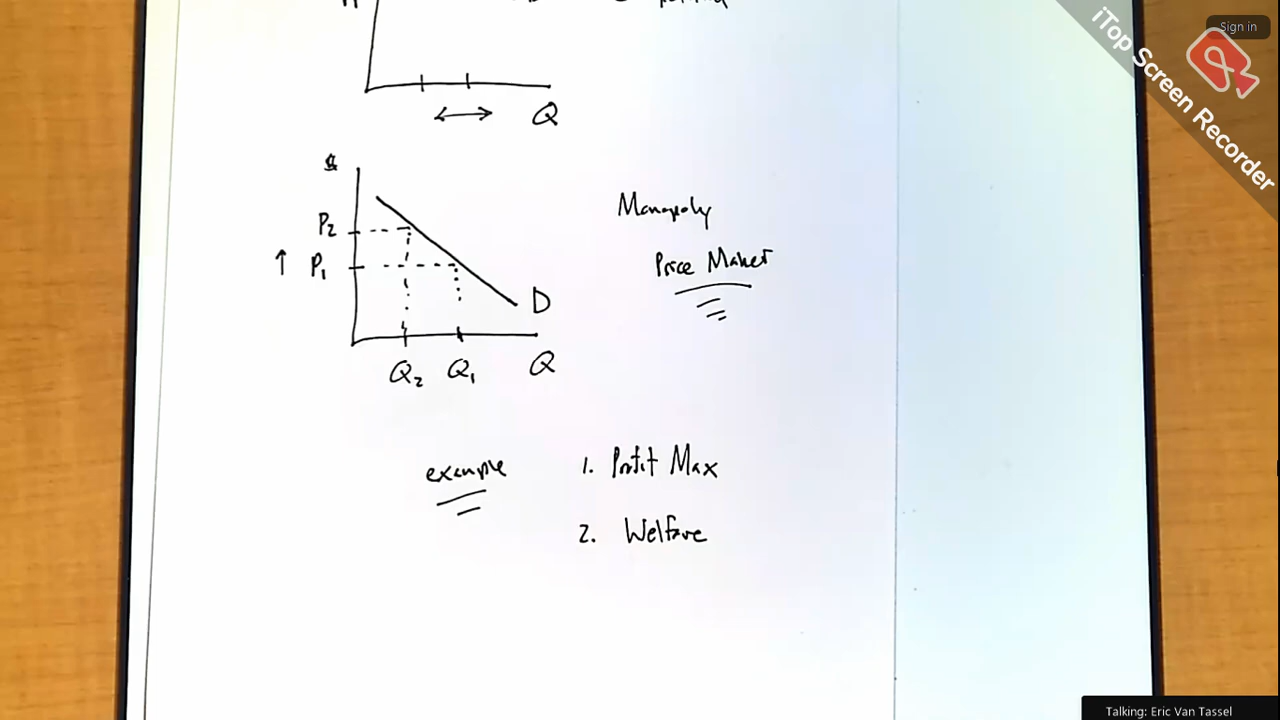 Q
$
P2
↑ P1
D
Q2 Q1 Q
Monopoly
Price Maker
example
1. Profit Max
2. Welfare
iTop Screen Recorder
Sign in
Talking: Eric Van Tassel